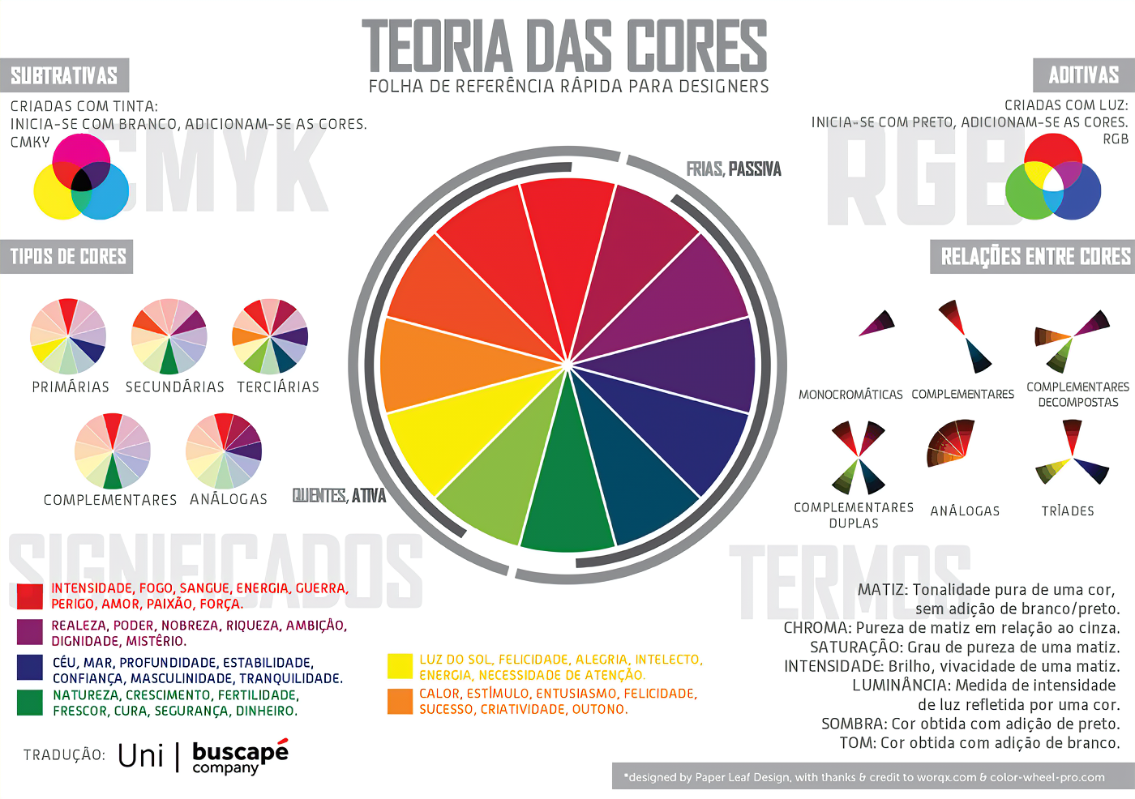 TEORIA DAS CORES
FOLHA DE REFERÊNCIA RÁPIDA PARA DESIGNERS
SUBTRATIVAS
CRIADAS COM TINTA:
INICIA-SE COM BRANCO, ADICIONAM-SE AS CORES.
CMKY
CMYK
ADITIVAS
CRIADAS COM LUZ:
INICIA-SE COM PRETO, ADICIONAM-SE AS CORES.
RGB
RGB
FRIAS, PASSIVA
TIPOS DE CORES
PRIMÁRIAS
SECUNDÁRIAS
TERCIÁRIAS
COMPLEMENTARES
ANÁLOGAS
QUENTES, ATIVA
RELAÇÕES ENTRE CORES
MONOCROMÁTICAS
COMPLEMENTARES
COMPLEMENTARES
DECOMPOSTAS
COMPLEMENTARES
DUPLAS
ANÁLOGAS
TRÍADES
SIGNIFICADOS
INTENSIDADE, FOGO, SANGUE, ENERGIA, GUERRA,
PERIGO, AMOR, PAIXÃO, FORÇA.
REALEZA, PODER, NOBREZA, RIQUEZA, AMBIÇÃO,
DIGNIDADE, MISTÉRIO.
CÉU, MAR, PROFUNDIDADE, ESTABILIDADE,
CONFIANÇA, MASCULINIDADE, TRANQUILIDADE.
NATUREZA, CRESCIMENTO, FERTILIDADE,
FRESCOR, CURA, SEGURANÇA, DINHEIRO.
LUZ DO SOL, FELICIDADE, ALEGRIA, INTELECTO,
ENERGIA, NECESSIDADE DE ATENÇÃO.
CALOR, ESTÍMULO, ENTUSIASMO, FELICIDADE,
SUCESSO, CRIATIVIDADE, OUTONO.
TERMOS
MATIZ: Tonalidade pura de uma cor,
sem adição de branco/preto.
CHROMA: Pureza de matiz em relação ao cinza.
SATURAÇÃO: Grau de pureza de uma matiz.
INTENSIDADE: Brilho, vivacidade de uma matiz.
LUMINÂNCIA: Medida de intensidade
de luz refletida por uma cor.
SOMBRA: Cor obtida com adição de preto.
TOM: Cor obtida com adição de branco.
TRADUÇÃO: Uni | buscapé
company
*designed by Paper Leaf Design, with thanks & credit to worqx.com & color-wheel-pro.com